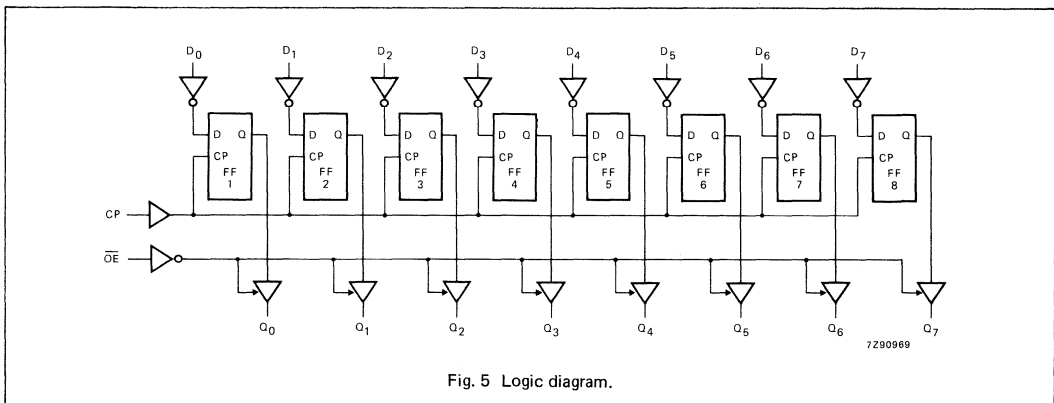 D0 D1 D2 D3 D4 D5 D6 D7
D Q D Q D Q D Q D Q D Q D Q D Q
CP CP CP CP CP CP CP CP
FF FF FF FF FF FF FF FF
1 2 3 4 5 6 7 8
CP
O̅E̅
Q0 Q1 Q2 Q3 Q4 Q5 Q6 Q7
7Z90969
Fig. 5 Logic diagram.